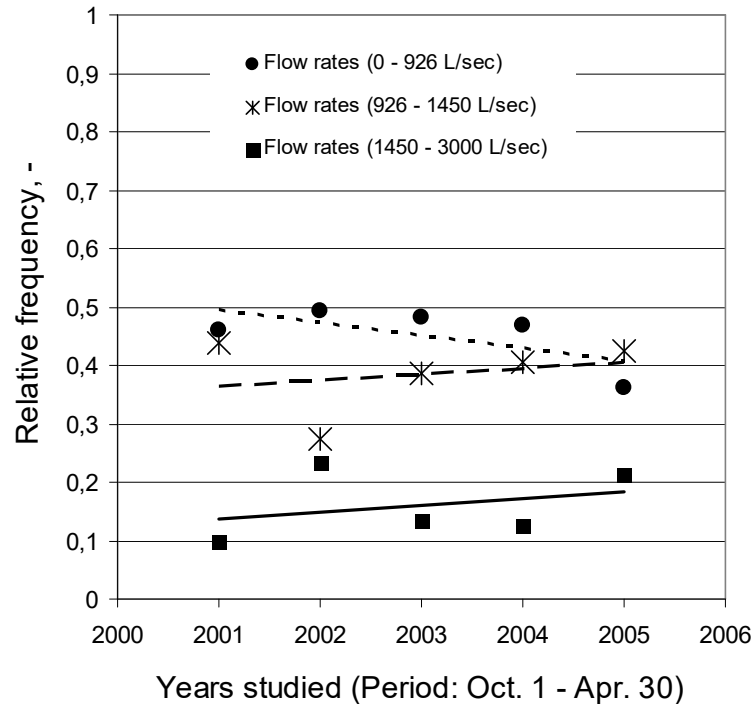 1
0,9
0,8
0,7
0,6
0,5
0,4
0,3
0,2
0,1
0
Relative frequency, -
Flow rates (0 - 926 L/sec)
Flow rates (926 - 1450 L/sec)
Flow rates (1450 - 3000 L/sec)
2000 2001 2002 2003 2004 2005 2006
Years studied (Period: Oct. 1 - Apr. 30)